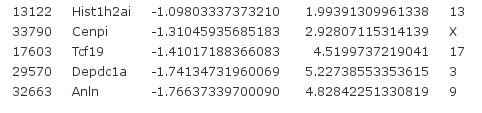 13122 Hist1h2ai -1.09803337373210 1.99391309961338 13
33790 Cenpi -1.31045935685183 2.92807115314139 X
17603 Tcf19 -1.41017188366083 4.5199737219041 17
29570 Depdc1a -1.74134731960069 5.22738553353615 3
32663 Anln -1.76637339700090 4.82842251330819 9